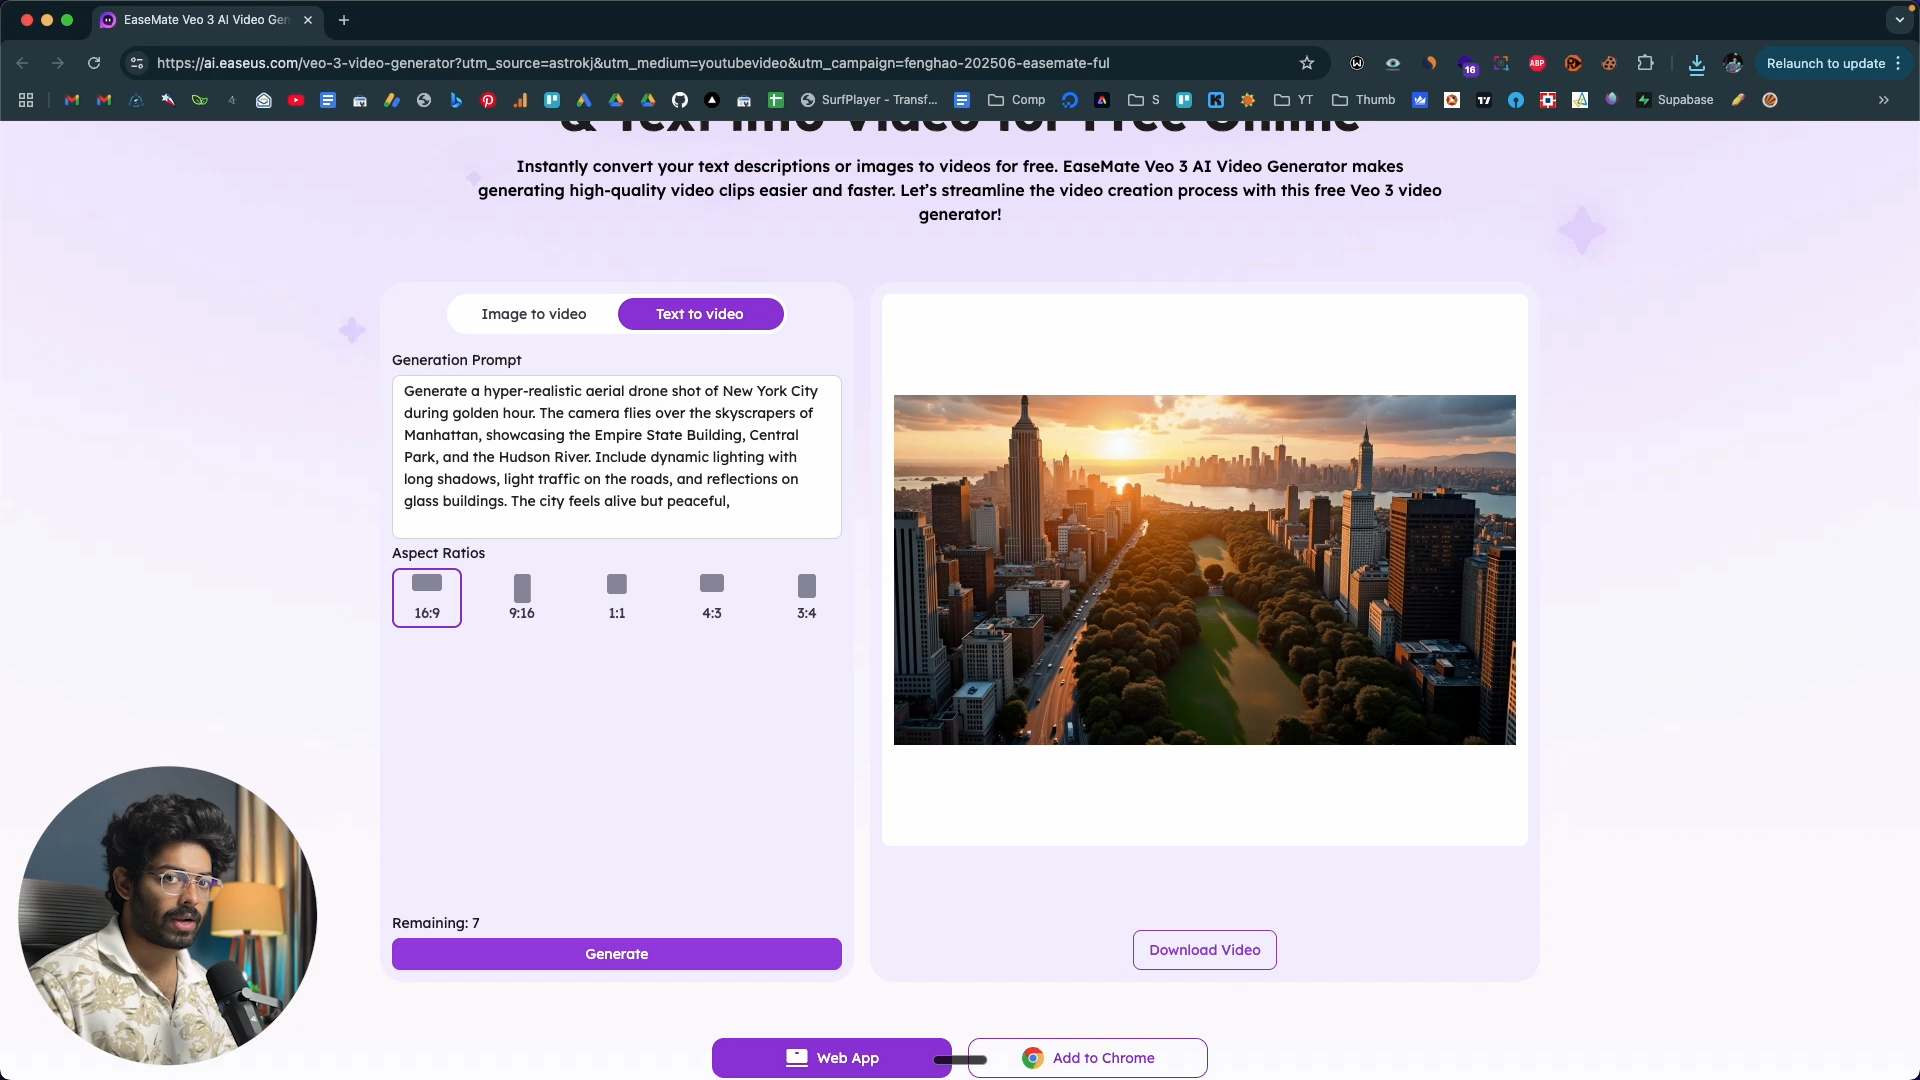 EaseMate Veo 3 AI Video Gen
https://ai.easeus.com/veo-3-video-generator?utm_source=astrokj&utm_medium=youtubevideo&utm_campaign=fenghao-202506-easemate-ful
16
ABP
Relaunch to update
SurfPlayer - Transf...
Comp
S
YT
Thumb
Supabase
& Text into Video for Free Online
Instantly convert your text descriptions or images to videos for free. EaseMate Veo 3 AI Video Generator makes
generating high-quality video clips easier and faster. Let's streamline the video creation process with this free Veo 3 video
generator!
Image to video
Text to video
Generation Prompt
Generate a hyper-realistic aerial drone shot of New York City
during golden hour. The camera flies over the skyscrapers of
Manhattan, showcasing the Empire State Building, Central
Park, and the Hudson River. Include dynamic lighting with
long shadows, light traffic on the roads, and reflections on
glass buildings. The city feels alive but peaceful,
Aspect Ratios
16:9
9:16
1:1
4:3
3:4
Remaining: 7
Generate
Download Video
Web App
Add to Chrome